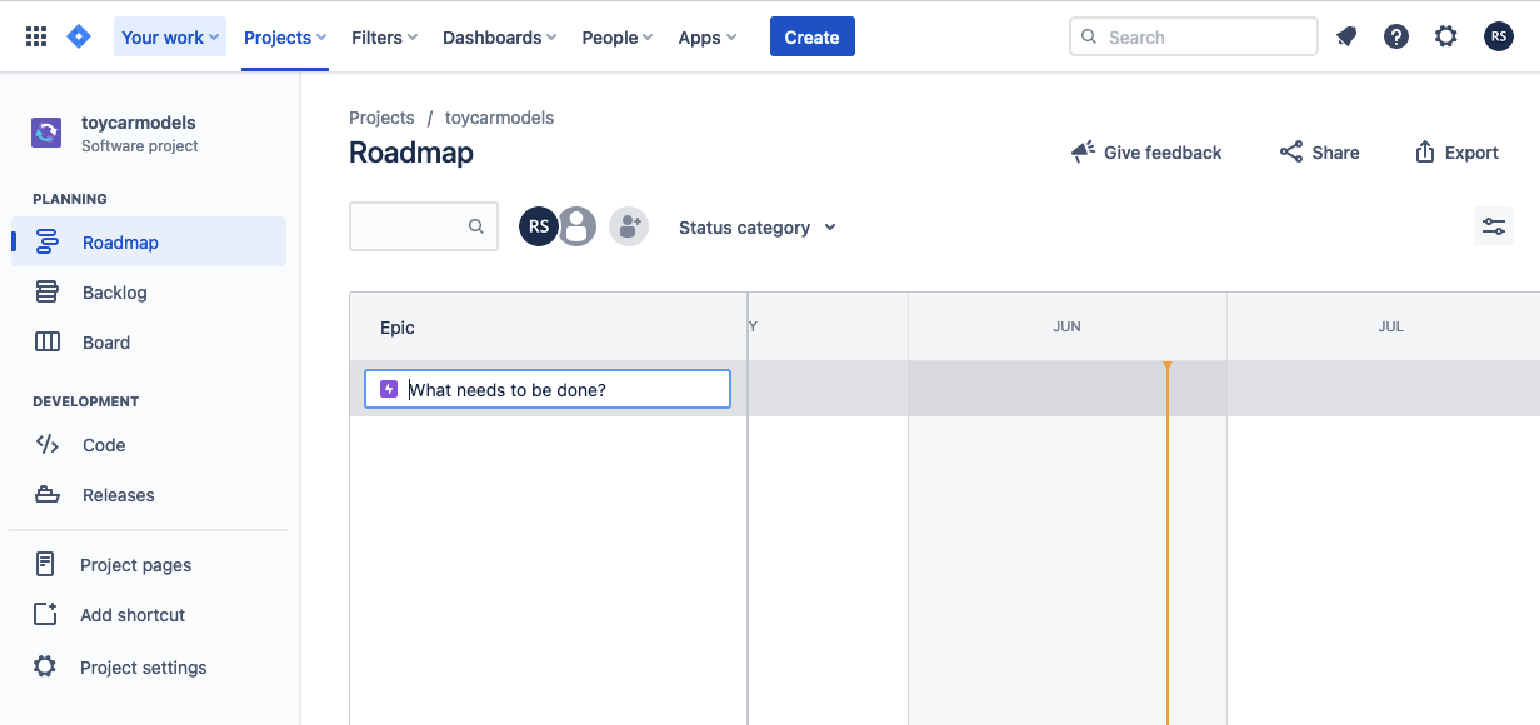 Your work Projects Filters Dashboards People Apps Create Search RS
toycarmodels
Software project
PLANNING
Roadmap
Backlog
Board
DEVELOPMENT
Code
Releases
Project pages
Add shortcut
Project settings
Projects / toycarmodels
Roadmap
Give feedback Share Export
RS Status category
Epic Y JUN JUL
What needs to be done?